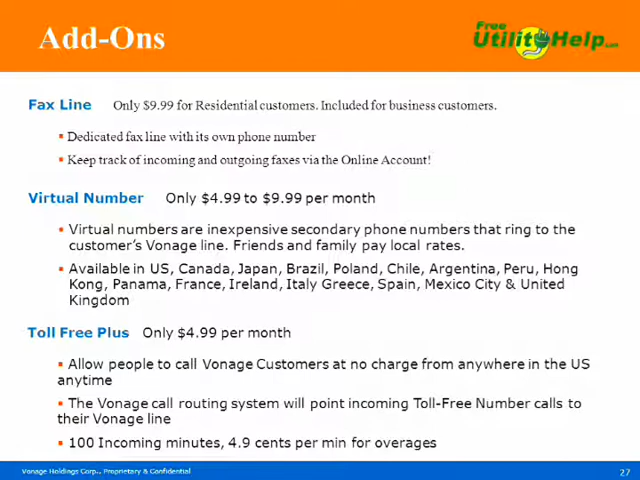 Add-Ons
Free
UtilityHelp.com
Fax Line Only $9.99 for Residential customers. Included for business customers.
▪ Dedicated fax line with its own phone number
▪ Keep track of incoming and outgoing faxes via the Online Account!
Virtual Number Only $4.99 to $9.99 per month
▪ Virtual numbers are inexpensive secondary phone numbers that ring to the
customer's Vonage line. Friends and family pay local rates.
▪ Available in US, Canada, Japan, Brazil, Poland, Chile, Argentina, Peru, Hong
Kong, Panama, France, Ireland, Italy Greece, Spain, Mexico City & United
Kingdom
Toll Free Plus Only $4.99 per month
▪ Allow people to call Vonage Customers at no charge from anywhere in the US
anytime
▪ The Vonage call routing system will point incoming Toll-Free Number calls to
their Vonage line
▪ 100 Incoming minutes, 4.9 cents per min for overages
Vonage Holdings Corp., Proprietary & Confidential
27